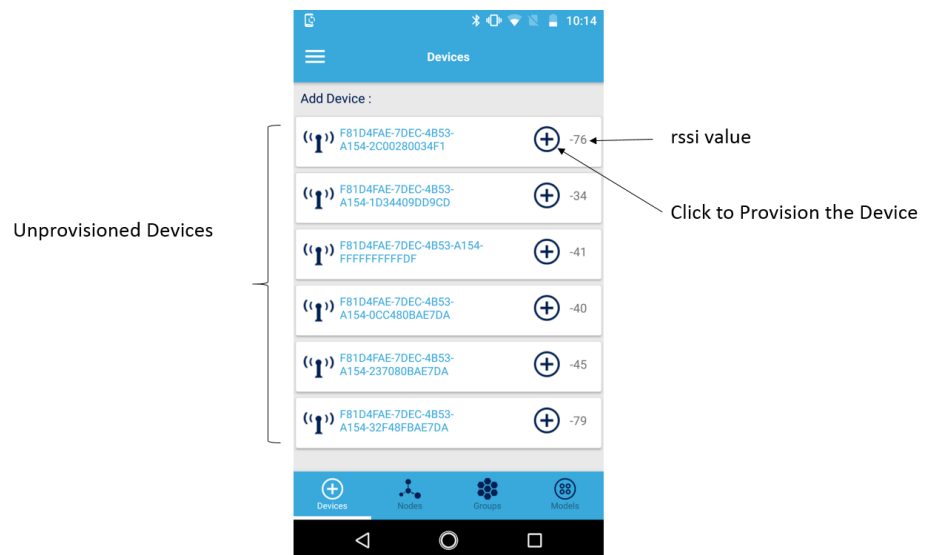 10:14
Devices
Add Device :
F81D4FAE-7DEC-4B53-
A154-2C00280034F1
-76
rssi value
F81D4FAE-7DEC-4B53-
A154-1D34409DD9CD
-34
Click to Provision the Device
Unprovisioned Devices
F81D4FAE-7DEC-4B53-A154-
FFFFFFFFFFDF
-41
F81D4FAE-7DEC-4B53-
A154-0CC480BAE7DA
-40
F81D4FAE-7DEC-4B53-
A154-237080BAE7DA
-45
F81D4FAE-7DEC-4B53-
A154-32F48FBAE7DA
-79
Devices
Nodes
Groups
Models